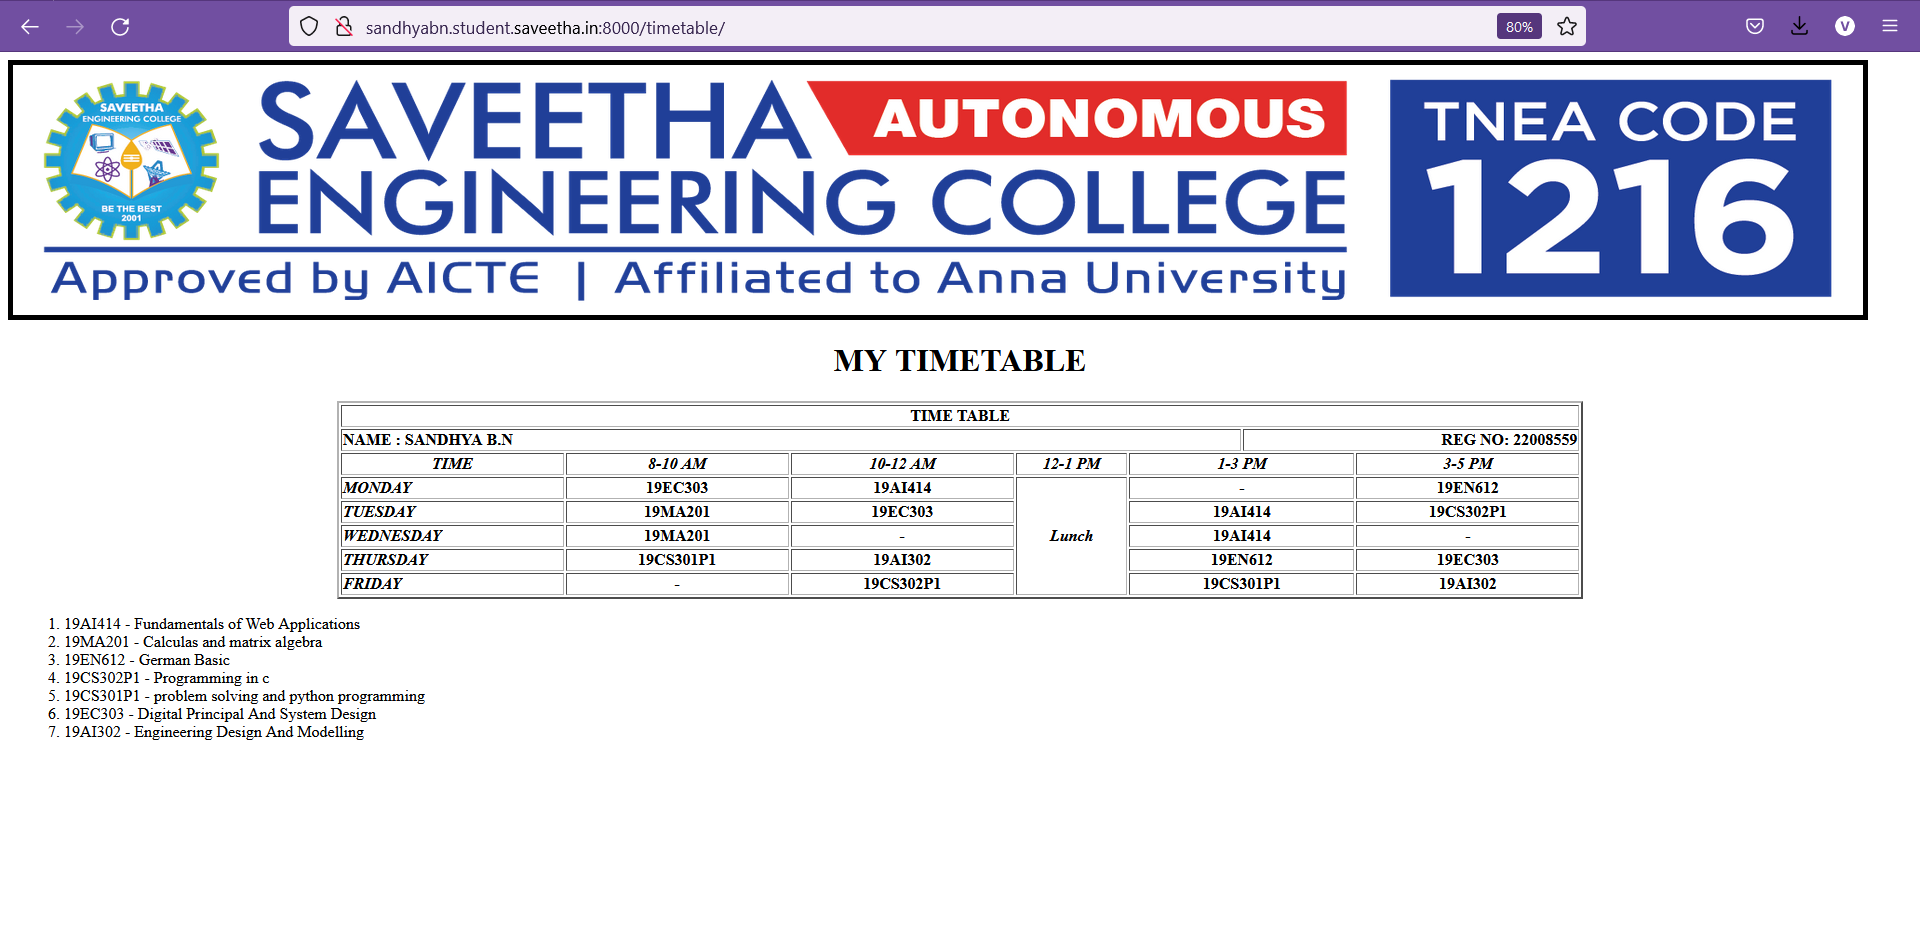 sandhyabn.student.saveetha.in:8000/timetable/ 80% V
SAVEETHA
ENGINEERING COLLEGE
BE THE BEST
2001
SAVEETHA AUTONOMOUS
ENGINEERING COLLEGE
Approved by AICTE | Affiliated to Anna University
TNEA CODE
1216
MY TIMETABLE
TIME TABLE
NAME : SANDHYA B.N REG NO: 22008559
TIME 8-10 AM 10-12 AM 12-1 PM 1-3 PM 3-5 PM
MONDAY 19EC303 19AI414 - 19EN612
TUESDAY 19MA201 19EC303 19AI414 19CS302P1
WEDNESDAY 19MA201 - Lunch 19AI414 -
THURSDAY 19CS301P1 19AI302 19EN612 19EC303
FRIDAY - 19CS302P1 19CS301P1 19AI302
1. 19AI414 - Fundamentals of Web Applications
2. 19MA201 - Calculas and matrix algebra
3. 19EN612 - German Basic
4. 19CS302P1 - Programming in c
5. 19CS301P1 - problem solving and python programming
6. 19EC303 - Digital Principal And System Design
7. 19AI302 - Engineering Design And Modelling